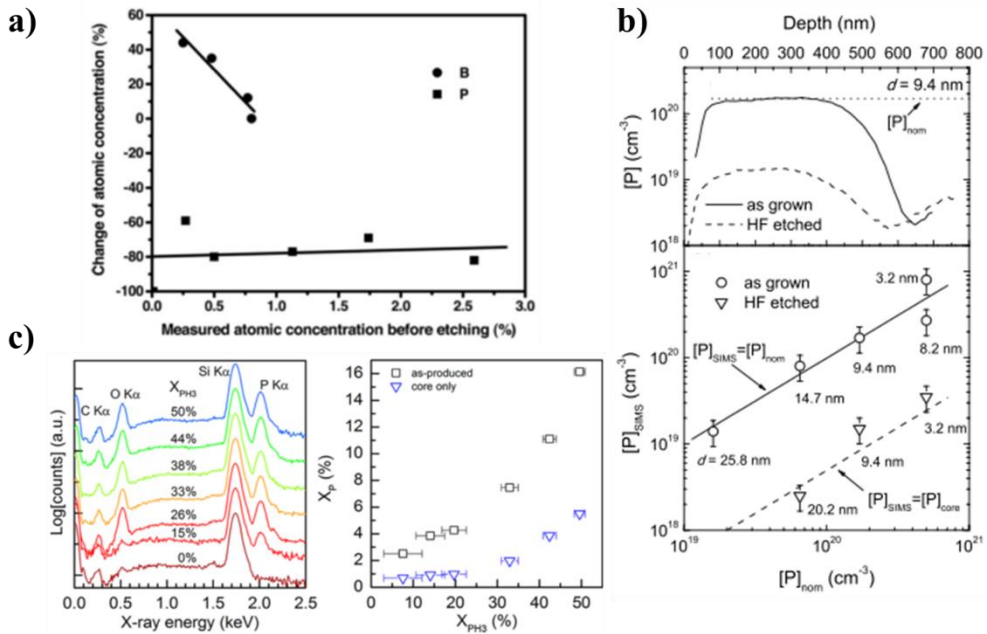 a)
60
40
20
0
-20
-40
-60
-80
-100
Change of atomic concentration (%)
B
P
0.0 0.5 1.0 1.5 2.0 2.5 3.0
Measured atomic concentration before etching (%)
b)
Depth (nm)
0 100 200 300 400 500 600 700 800
d = 9.4 nm
[P]nom
10^20
10^19
10^18
[P] (cm^-3)
as grown
HF etched
10^21
10^20
10^19
10^18
[P]SIMS (cm^-3)
as grown
HF etched
3.2 nm
[P]SIMS=[P]nom
8.2 nm
9.4 nm
14.7 nm
3.2 nm
d = 25.8 nm
9.4 nm
20.2 nm
[P]SIMS=[P]core
10^19 10^20 10^21
[P]nom (cm^-3)
c)
Log[counts] (a.u.)
C Kα
O Kα
XPH3
Si Kα
P Kα
50%
44%
38%
33%
26%
15%
0%
0.0 0.5 1.0 1.5 2.0 2.5
X-ray energy (keV)
16
14
12
10
8
6
4
2
0
XP (%)
as-produced
core only
0 10 20 30 40 50
XPH3 (%)